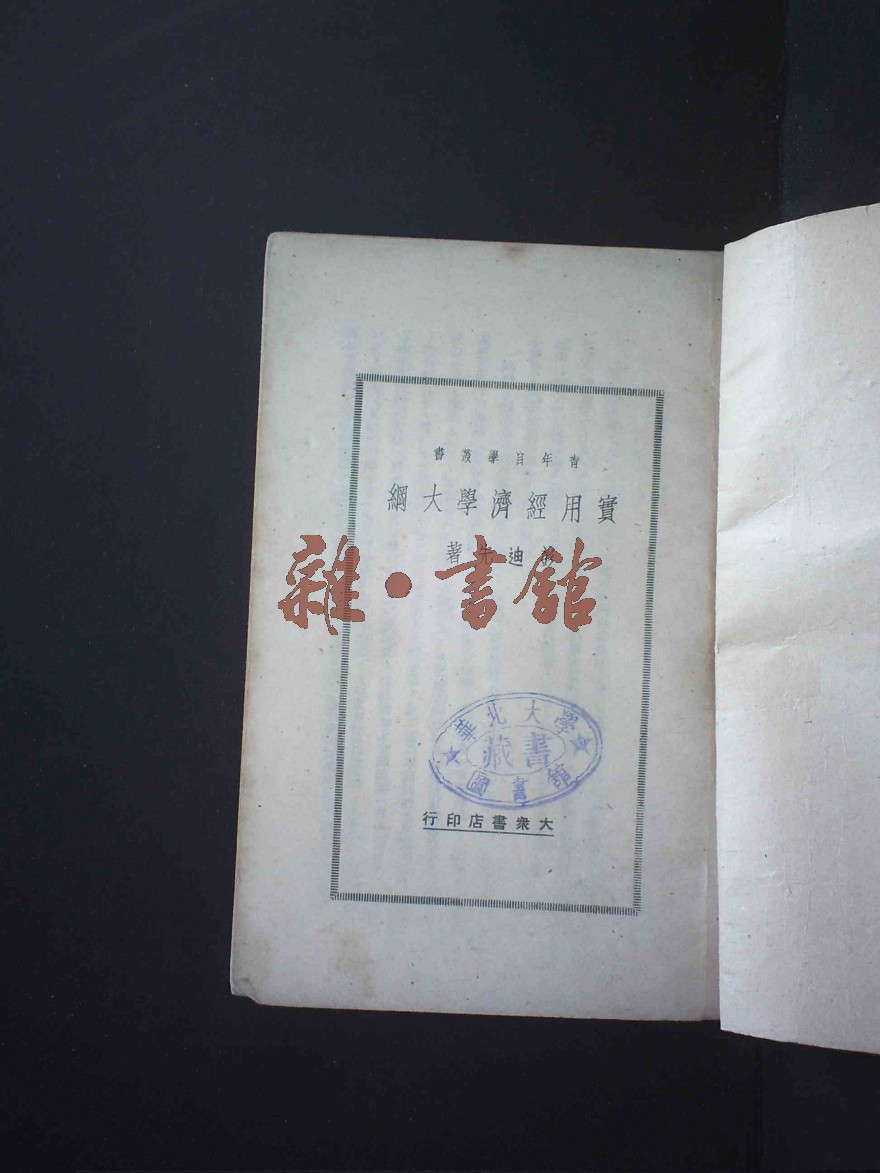 青年自學叢書
實用經濟學大綱
迪先著
雜·書館
華北大學
藏書
圖書館
大衆書店印行